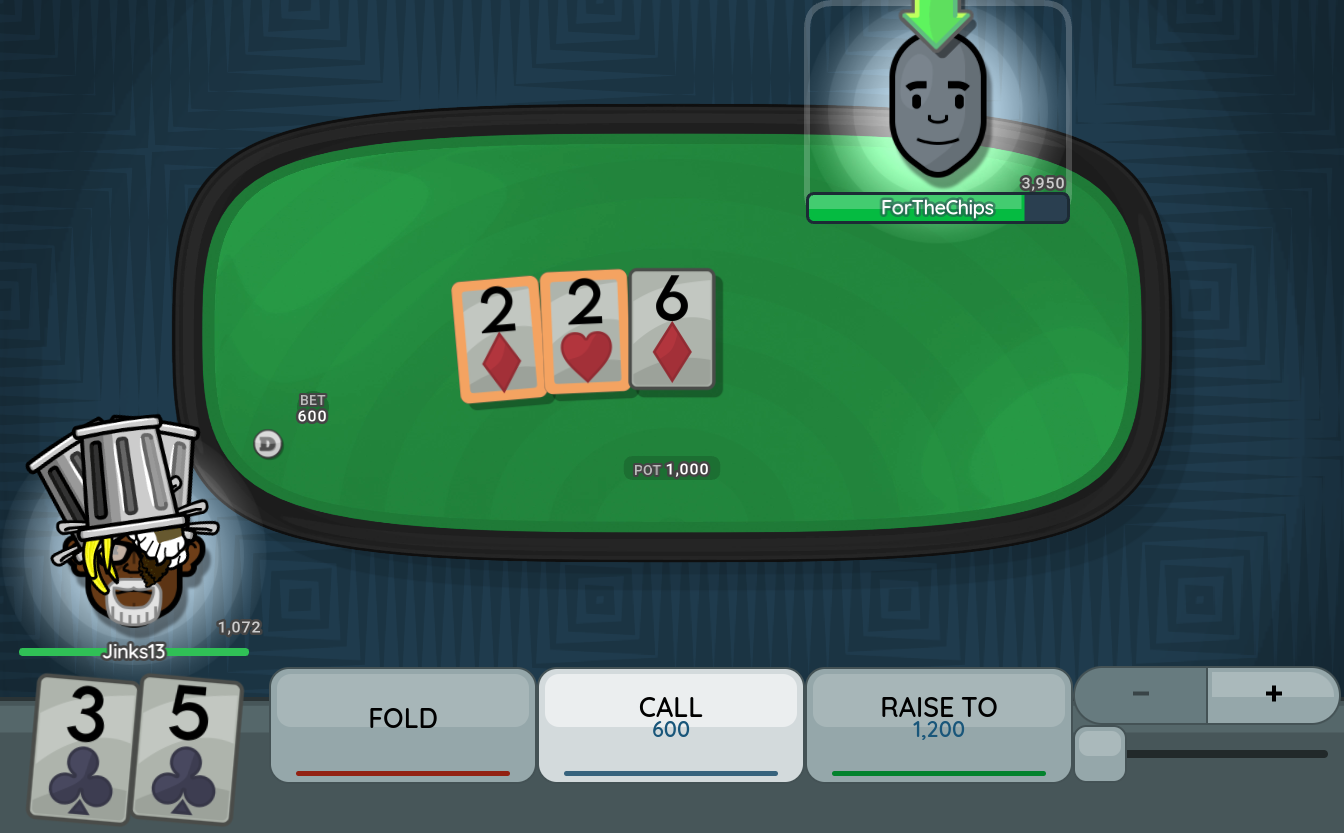 3,950
ForTheChips
2
2
6
BET
600
D
POT 1,000
1,072
Jinks13
3
5
FOLD
CALL
600
RAISE TO
1,200
-
+